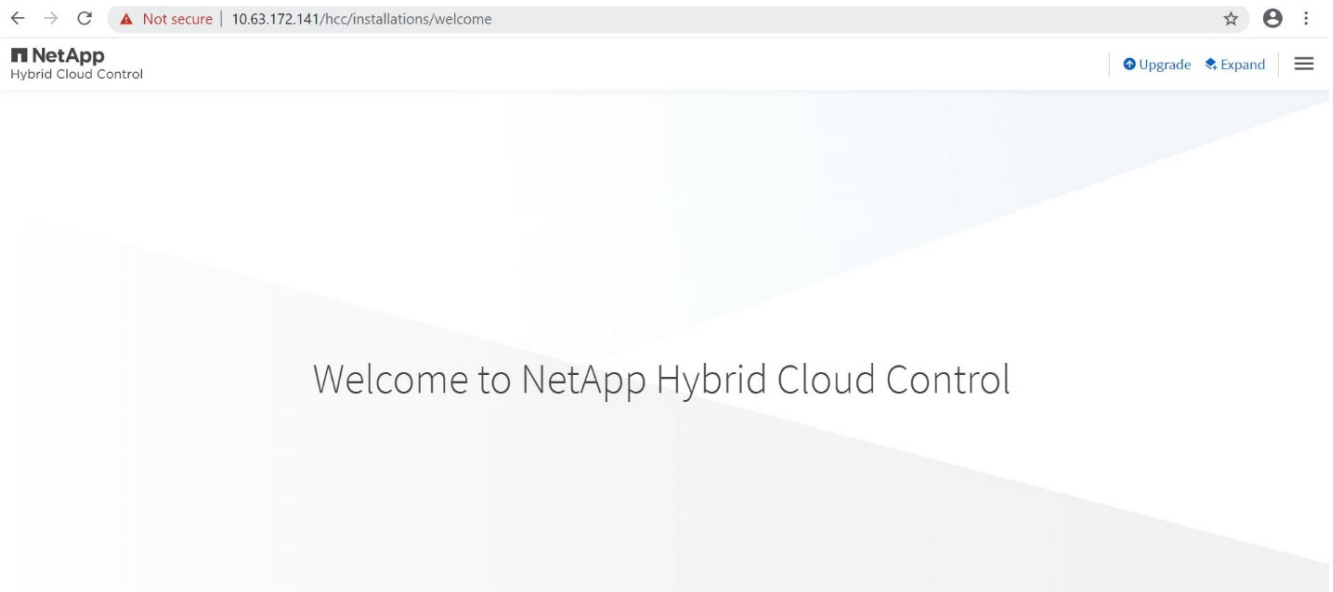 Not secure | 10.63.172.141/hcc/installations/welcome
NetApp
Hybrid Cloud Control
Upgrade Expand
Welcome to NetApp Hybrid Cloud Control